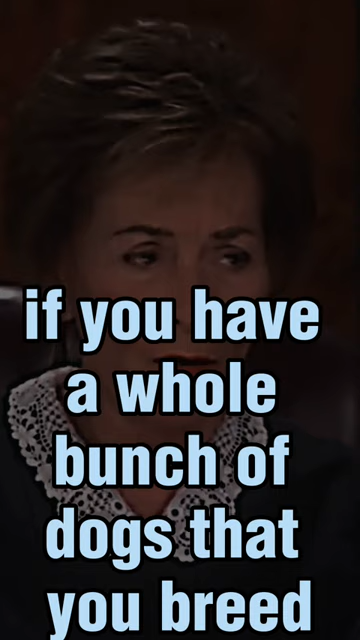 if you have
a whole
bunch of
dogs that
you breed